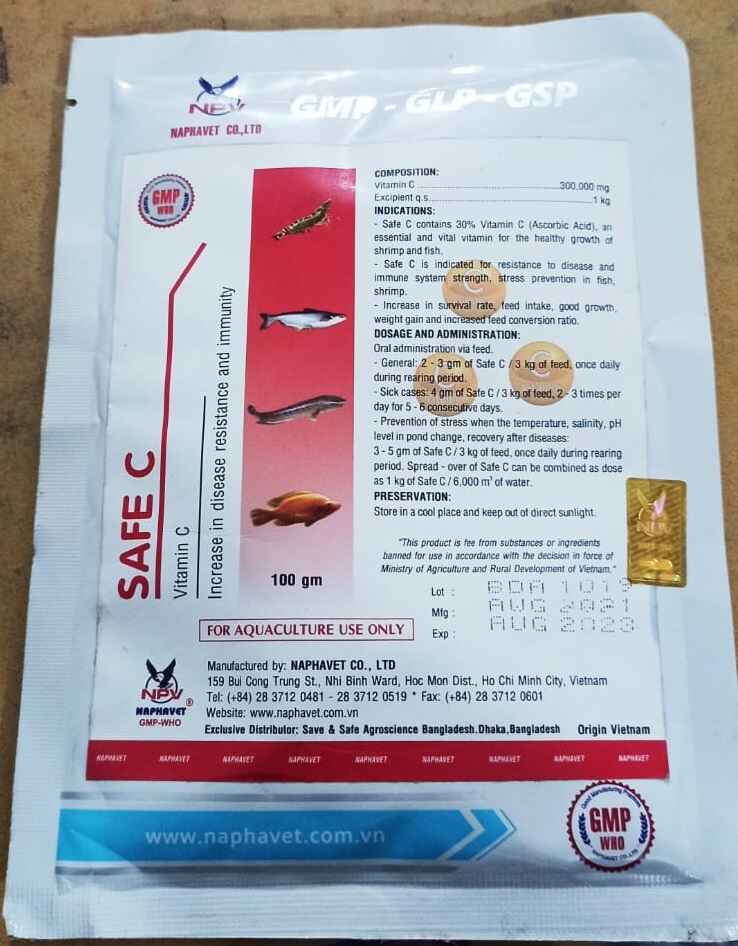 NPV
NAPHAVET CO.,LTD
GMP - GLP - GSP
GMP
WHO
COMPOSITION:
Vitamin C ........................................300,000 mg
Excipient q.s........................................1 kg
INDICATIONS:
- Safe C contains 30% Vitamin C (Ascorbic Acid), an
essential and vital vitamin for the healthy growth of
shrimp and fish.
- Safe C is indicated for resistance to disease and
immune system strength, stress prevention in fish,
shrimp.
- Increase in survival rate, feed intake, good growth,
weight gain and increased feed conversion ratio.
DOSAGE AND ADMINISTRATION:
Oral administration via feed.
- General: 2 - 3 gm of Safe C / 3 kg of feed, once daily
during rearing period.
- Sick cases: 4 gm of Safe C / 3 kg of feed, 2 - 3 times per
day for 5 - 6 consecutive days.
- Prevention of stress when the temperature, salinity, pH
level in pond change, recovery after diseases:
3 - 5 gm of Safe C / 3 kg of feed, once daily during rearing
period. Spread - over of Safe C can be combined as dose
as 1 kg of Safe C / 6,000 m³ of water.
PRESERVATION:
Store in a cool place and keep out of direct sunlight.
"This product is fee from substances or ingredients
banned for use in accordance with the decision in force of
Ministry of Agriculture and Rural Development of Vietnam."
C
C
C
NPV
SAFE C
Vitamin C
Increase in disease resistance and immunity
100 gm
Lot : BDA 1019
Mfg : AUG 2021
Exp : AUG 2023
FOR AQUACULTURE USE ONLY
NPV
NAPHAVET ®
GMP-WHO
Manufactured by: NAPHAVET CO., LTD
159 Bui Cong Trung St., Nhi Binh Ward, Hoc Mon Dist., Ho Chi Minh City, Vietnam
Tel: (+84) 28 3712 0481 - 28 3712 0519 * Fax: (+84) 28 3712 0601
Website: www.naphavet.com.vn
Exclusive Distributor: Save & Safe Agroscience Bangladesh.Dhaka,Bangladesh Origin Vietnam
NAPHAVET NAPHAVET NAPHAVET NAPHAVET NAPHAVET NAPHAVET NAPHAVET NAPHAVET NAPHAVET
www.naphavet.com.vn
Good Manufacturing Practices
GMP
WHO
NAPHAVET CO.,LTD